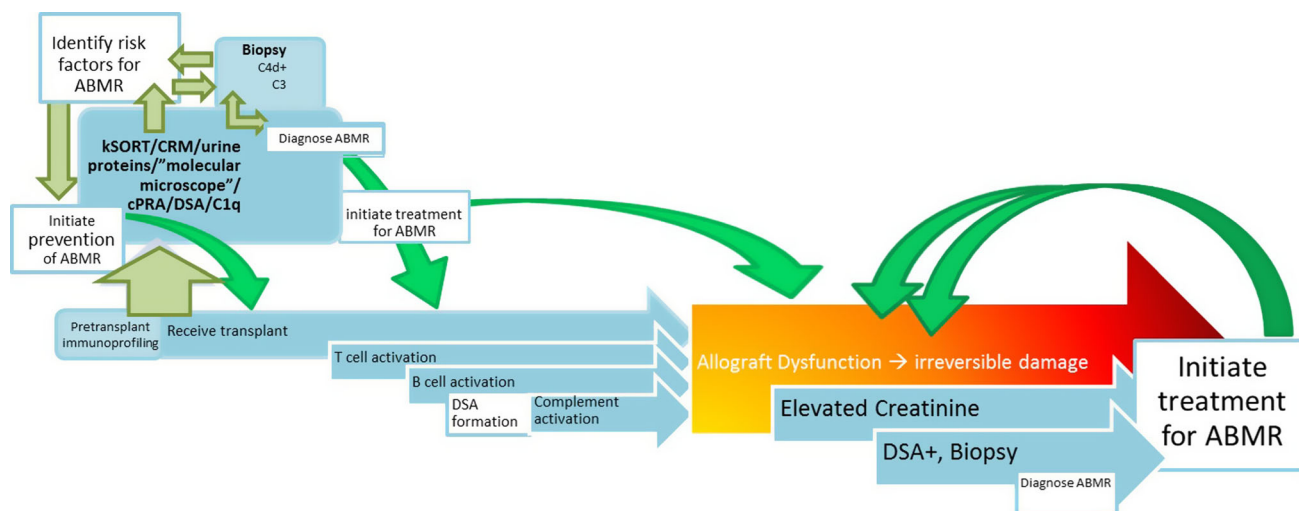 Identify risk
factors for
ABMR
Biopsy
C4d+
C3
Diagnose ABMR
kSORT/CRM/urine
proteins/"molecular
microscope"/
cPRA/DSA/C1q
Initiate
prevention
of ABMR
initiate treatment
for ABMR
Pretransplant
immunoprofiling
Receive transplant
T cell activation
B cell activation
DSA
formation
Complement
activation
Allograft Dysfunction → irreversible damage
Elevated Creatinine
DSA+, Biopsy
Diagnose ABMR
Initiate
treatment
for ABMR